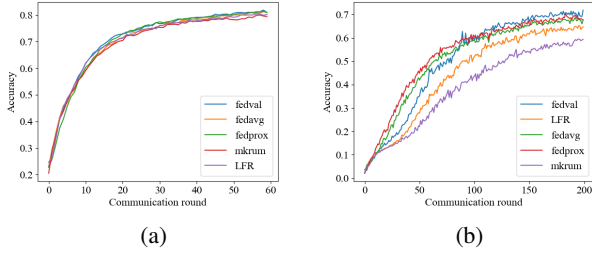 0.8
0.7
0.6
0.5
0.4
0.3
0.2
Accuracy
fedval
fedavg
fedprox
mkrum
LFR
0 10 20 30 40 50 60
Communication round
(a)
0.7
0.6
0.5
0.4
0.3
0.2
0.1
0.0
Accuracy
fedval
LFR
fedavg
fedprox
mkrum
0 50 100 150 200
Communication round
(b)